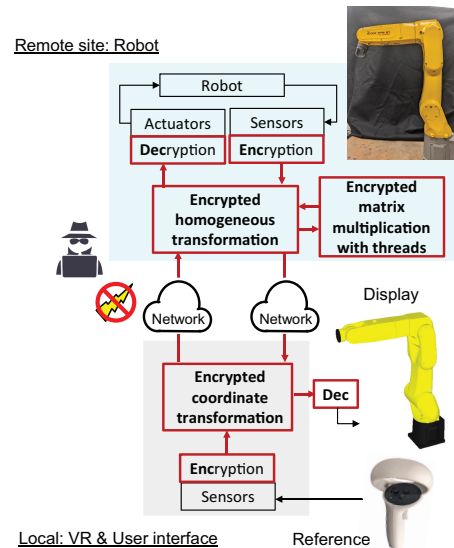 Remote site: Robot
Robot
Actuators
Sensors
Decryption
Encryption
Encrypted
homogeneous
transformation
Encrypted
matrix
multiplication
with threads
Network
Network
Display
Encrypted
coordinate
transformation
Dec
Encryption
Sensors
Local: VR & User interface
Reference